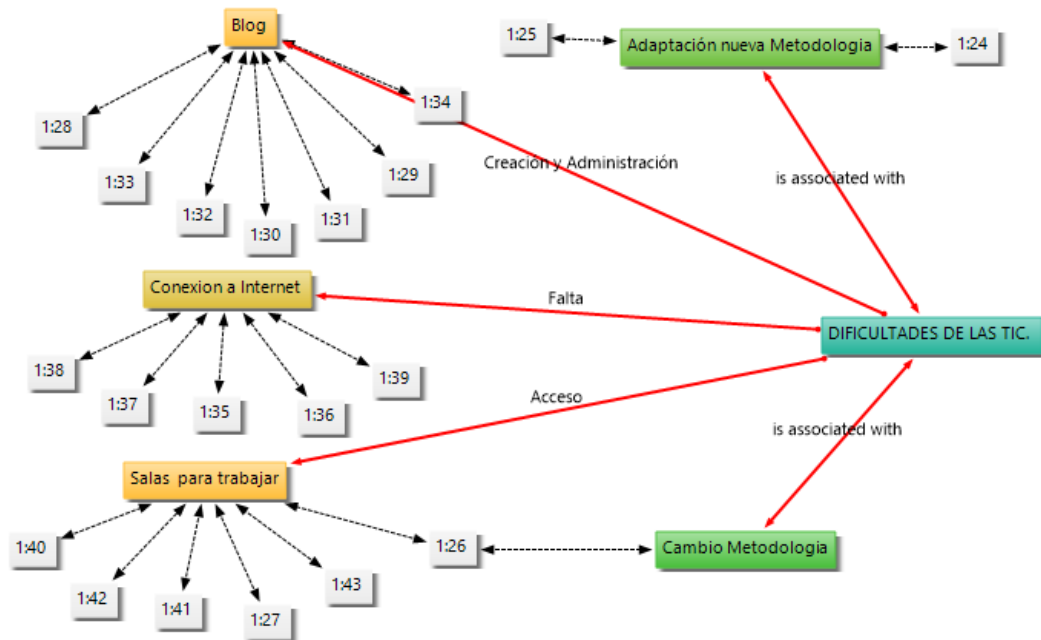 Blog
1:25
Adaptación nueva Metodologia
1:24
1:34
1:28
Creación y Administración
1:33
1:29
is associated with
1:32
1:31
1:30
Conexion a Internet
Falta
DIFICULTADES DE LAS TIC.
1:38
1:39
1:37
1:35
1:36
Acceso
is associated with
Salas para trabajar
1:40
1:26
Cambio Metodologia
1:43
1:42
1:41
1:27